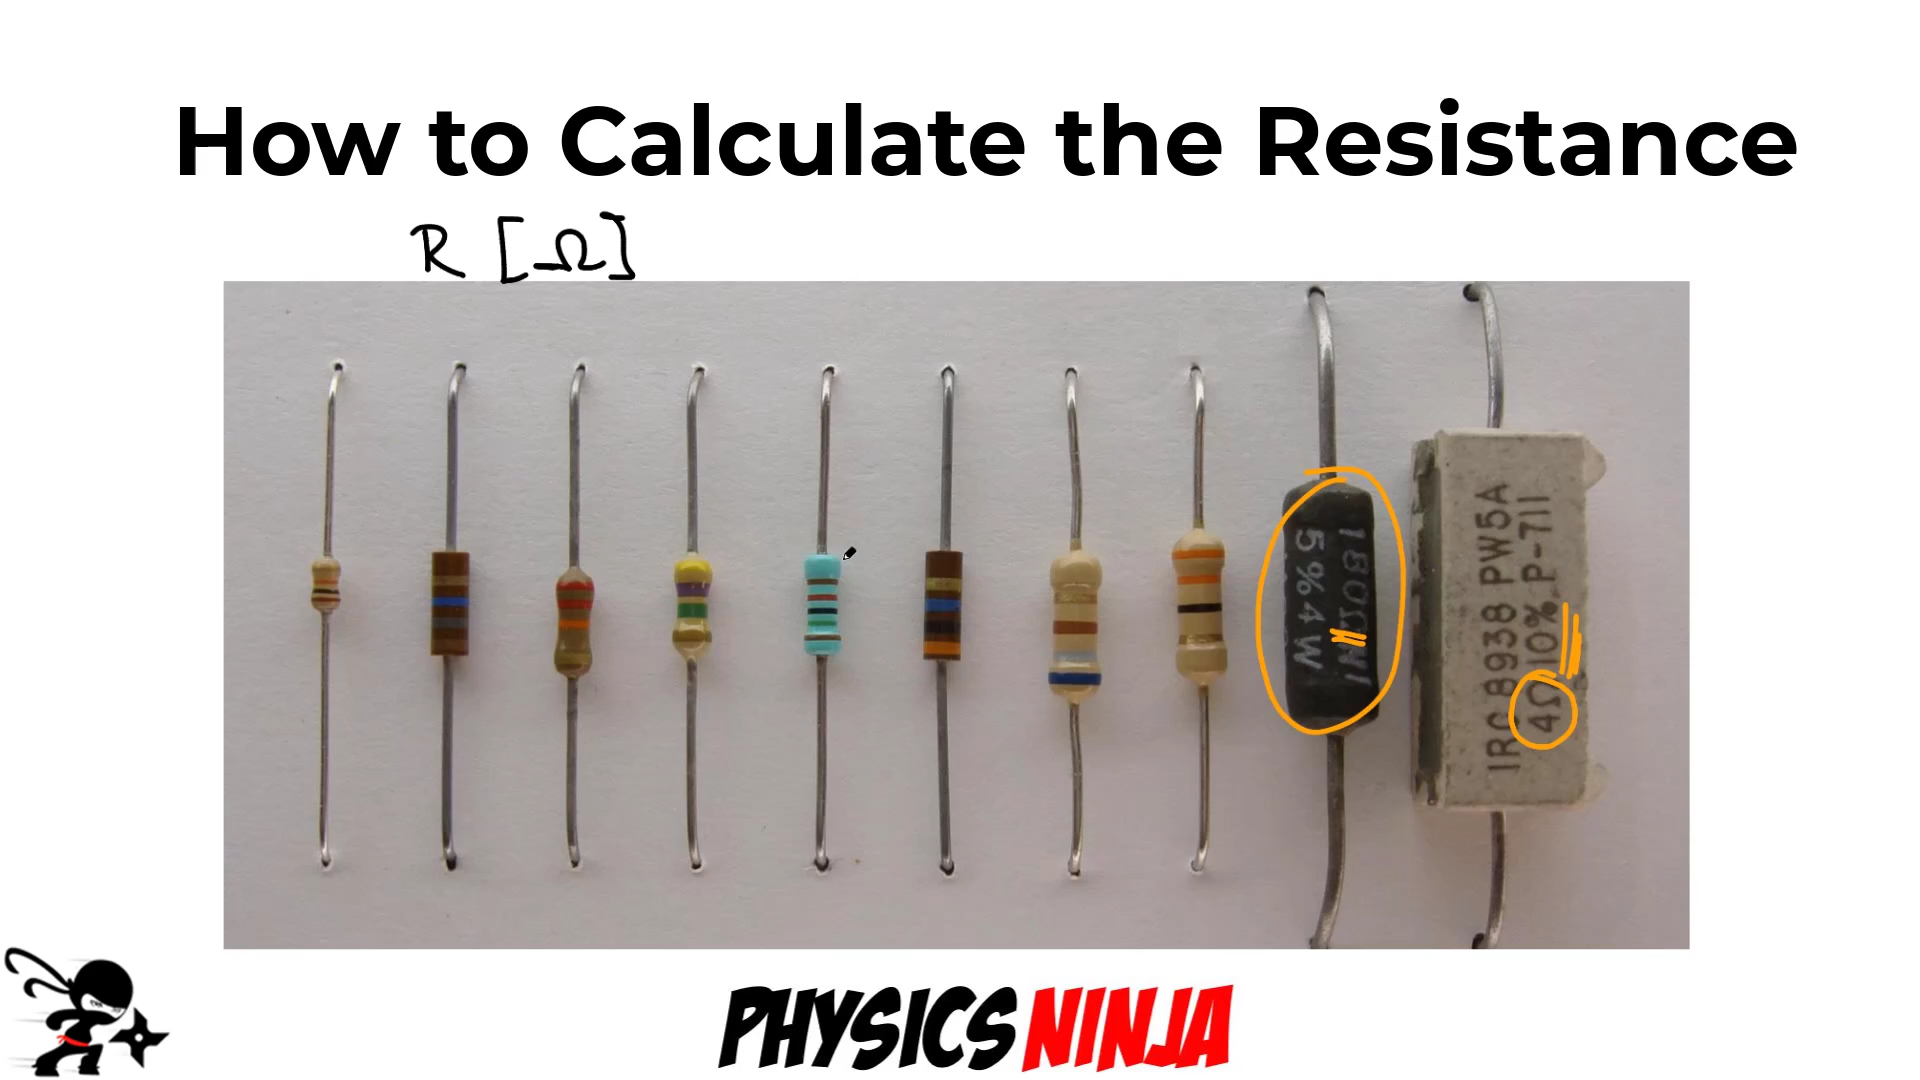 How to Calculate the Resistance
R [Ω]
180Ω
5% 4W
IRC 8938 PW5A
4Ω 10% P-711
PHYSICS NINJA